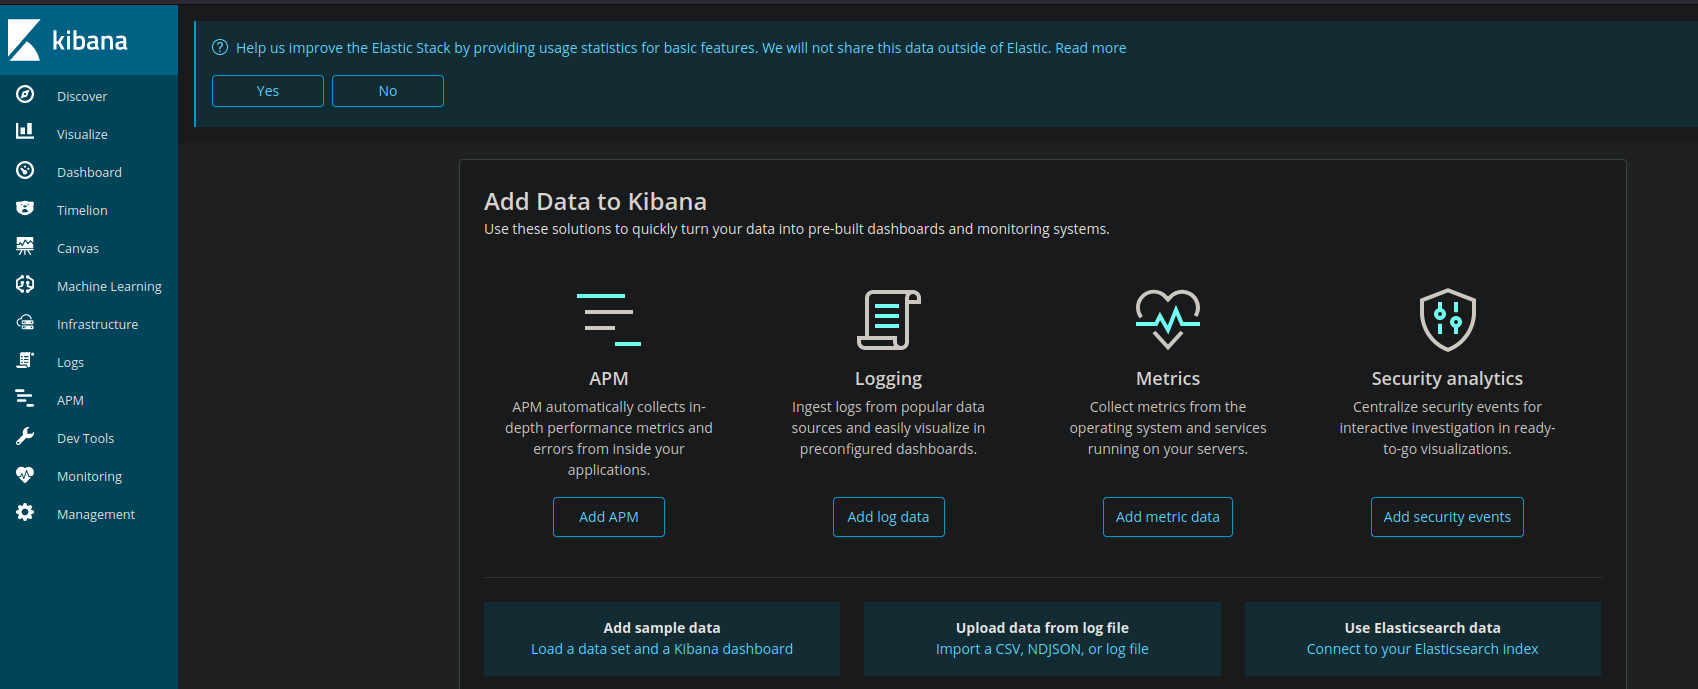 kibana
Discover
Visualize
Dashboard
Timelion
Canvas
Machine Learning
Infrastructure
Logs
APM
Dev Tools
Monitoring
Management
Help us improve the Elastic Stack by providing usage statistics for basic features. We will not share this data outside of Elastic. Read more
Yes
No
Add Data to Kibana
Use these solutions to quickly turn your data into pre-built dashboards and monitoring systems.
APM
APM automatically collects in-
depth performance metrics and
errors from inside your
applications.
Add APM
Logging
Ingest logs from popular data
sources and easily visualize in
preconfigured dashboards.
Add log data
Metrics
Collect metrics from the
operating system and services
running on your servers.
Add metric data
Security analytics
Centralize security events for
interactive investigation in ready-
to-go visualizations.
Add security events
Add sample data
Load a data set and a Kibana dashboard
Upload data from log file
Import a CSV, NDJSON, or log file
Use Elasticsearch data
Connect to your Elasticsearch index